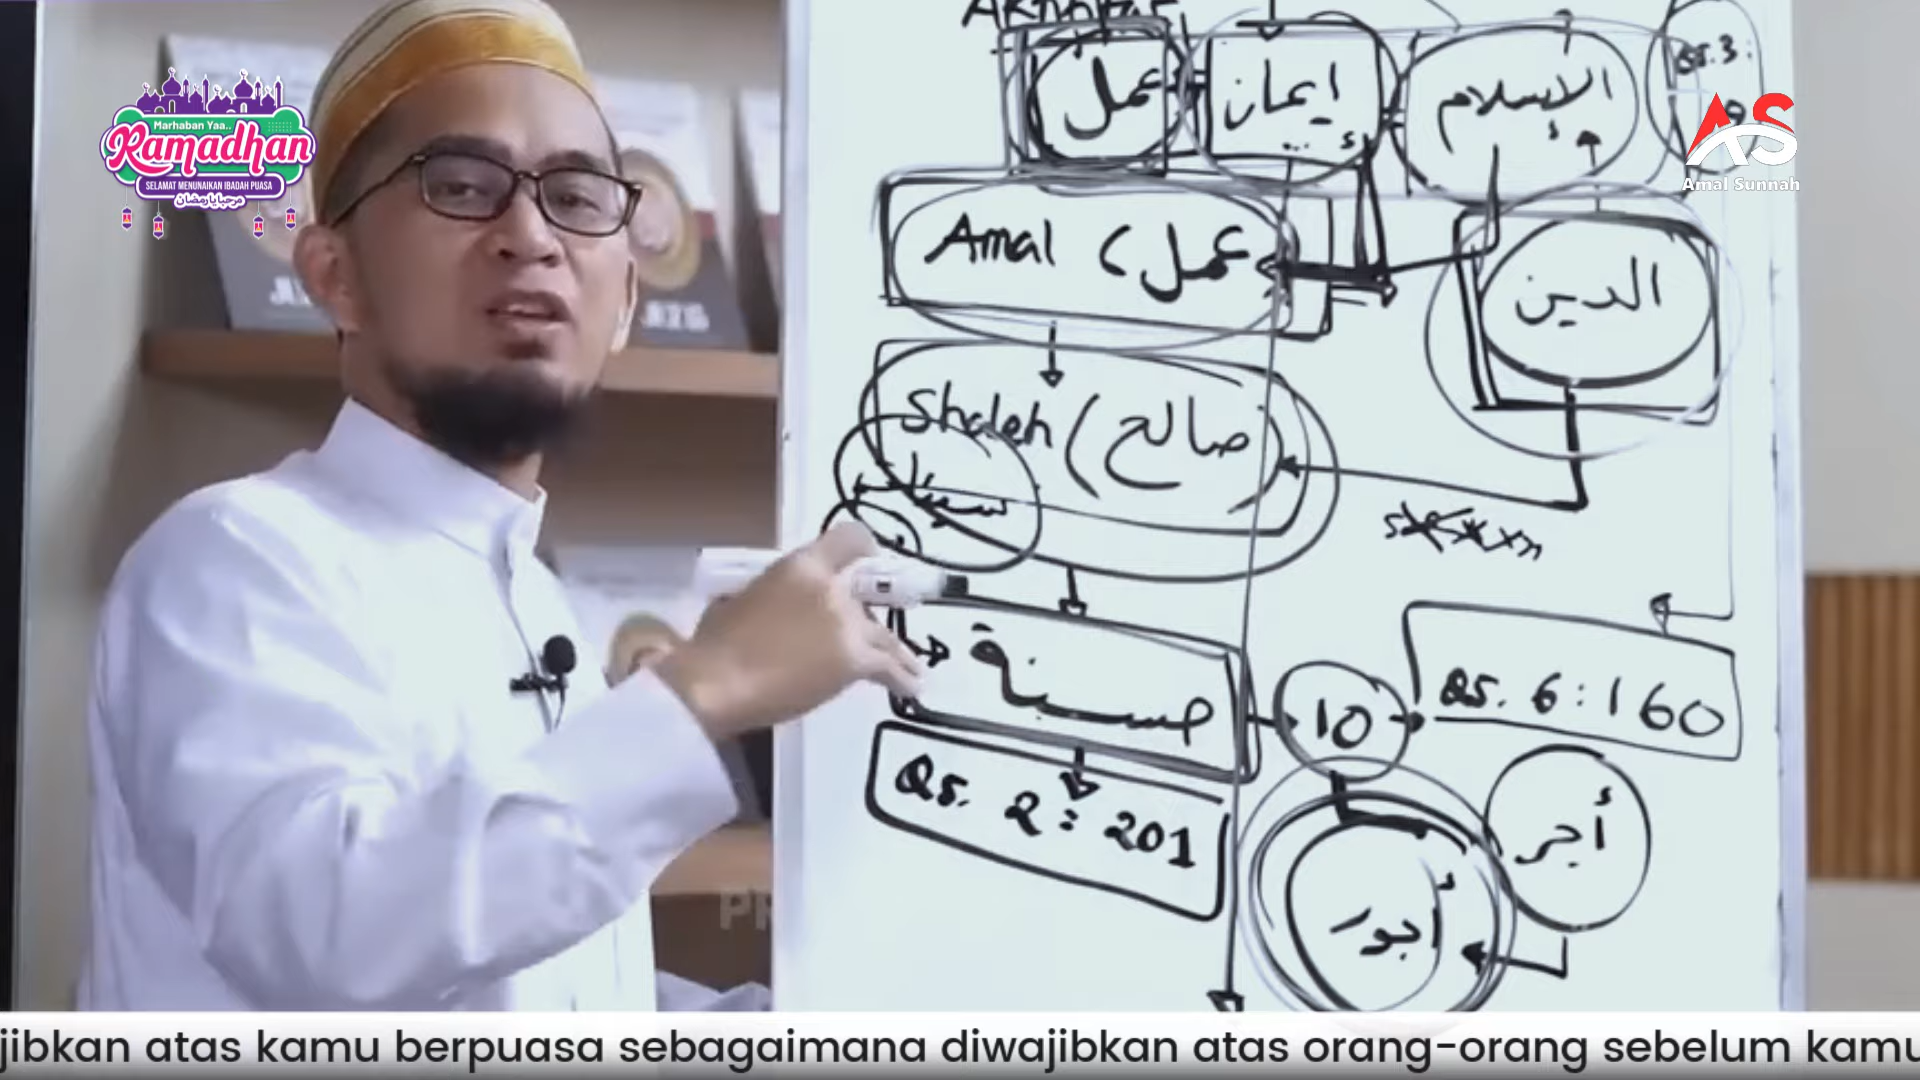 Marhaban Yaa..
Ramadhan
SELAMAT MENUNAIKAN IBADAH PUASA
مرحبا يا رمضان
عمل
إيمان
الإسلام
QS. 3:
AS
Amal Sunnah
Amal (عمل
الدين
Shaleh (صالح)
حسنة
10
QS. 6:160
QS. 2:201
أجر
أجور
jibkan atas kamu berpuasa sebagaimana diwajibkan atas orang-orang sebelum kamu